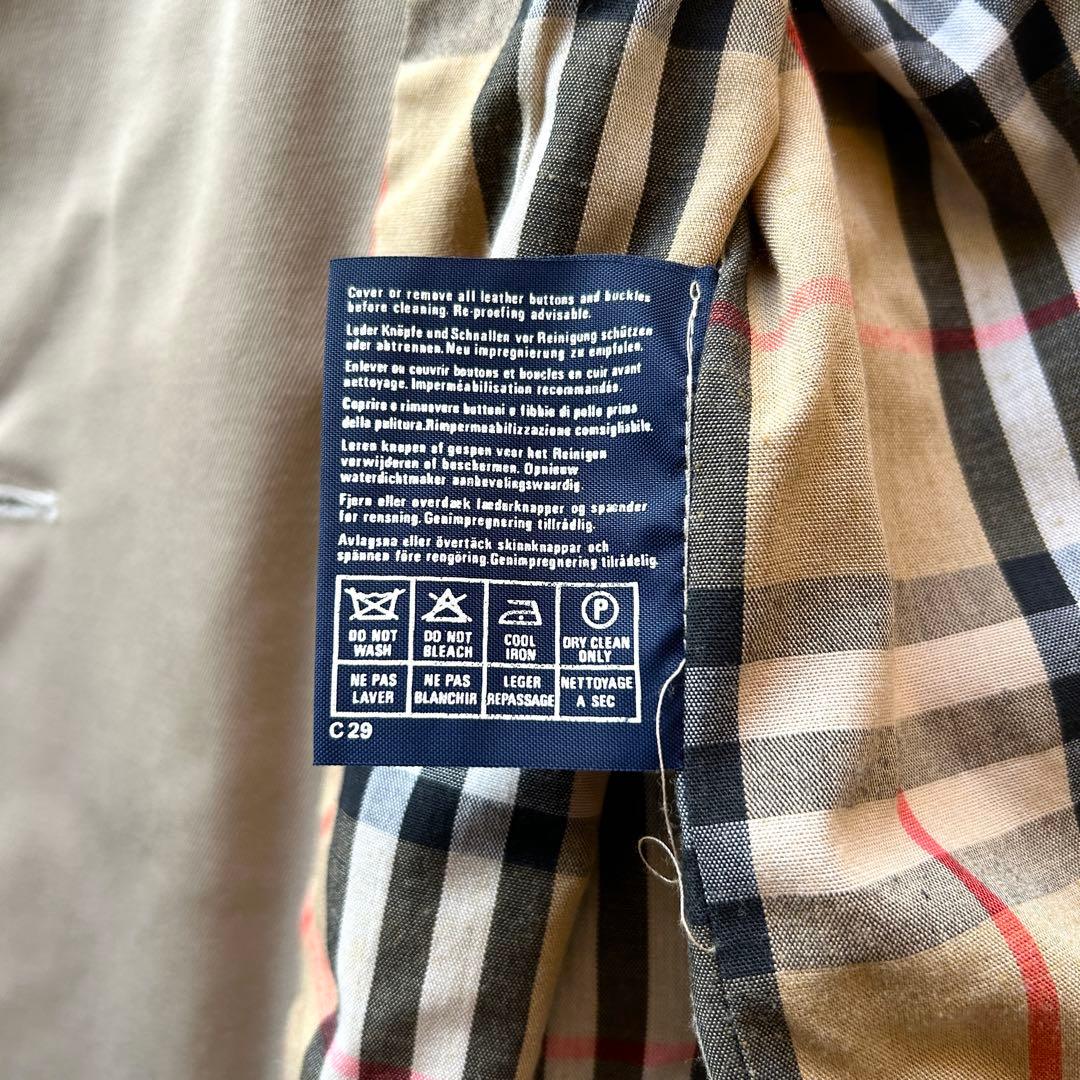 Cover or remove all leather buttons and buckles
before cleaning. Re-proofing advisable.
Leder Knöpfe und Schnallen vor Reinigung schützen
oder abtrennen. Neu impregnierung zu empfolen.
Enlever ou couvrir boutons et boucles en cuir avant
nettoyage. Imperméabilisation recommandée.
Coprire o rimuovere buttoni o fibbie di pelle prima
della pulitura. Rimpermeabilizzazione consigliabile.
Leren knopen of gespen voor het Reinigen
verwijderen of beschermen. Opnieuw
waterdichtmaker aanbevelingswaardig
Fjern eller overdæk læderknapper og spænder
før rensning. Genimpregnering tillrådlig.
Avlagsna eller övertäck skinnknappar och
spännen före rengöring. Genimpregnering tilrådelig.
DO NOT WASH
DO NOT BLEACH
COOL IRON
P
DRY CLEAN ONLY
NE PAS LAVER
NE PAS BLANCHIR
LEGER REPASSAGE
NETTOYAGE A SEC
C 29